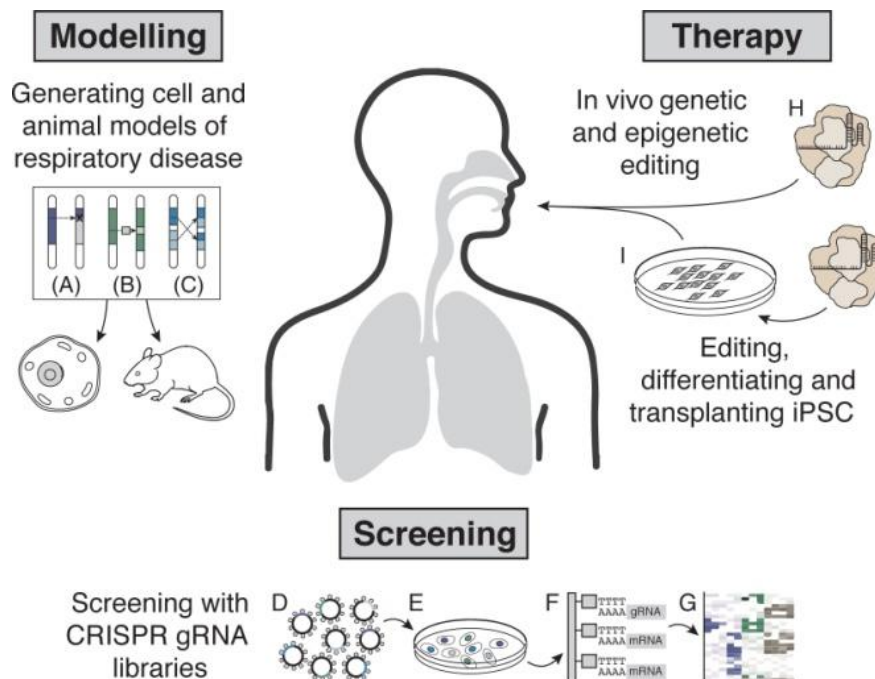 Modelling
Generating cell and
animal models of
respiratory disease
(A) (B) (C)
Therapy
In vivo genetic
and epigenetic
editing
H
I
Editing,
differentiating and
transplanting iPSC
Screening
Screening with
CRISPR gRNA
libraries
D
E
F
TTTT
AAAA gRNA
TTTT
AAAA mRNA
TTTT
AAAA mRNA
G